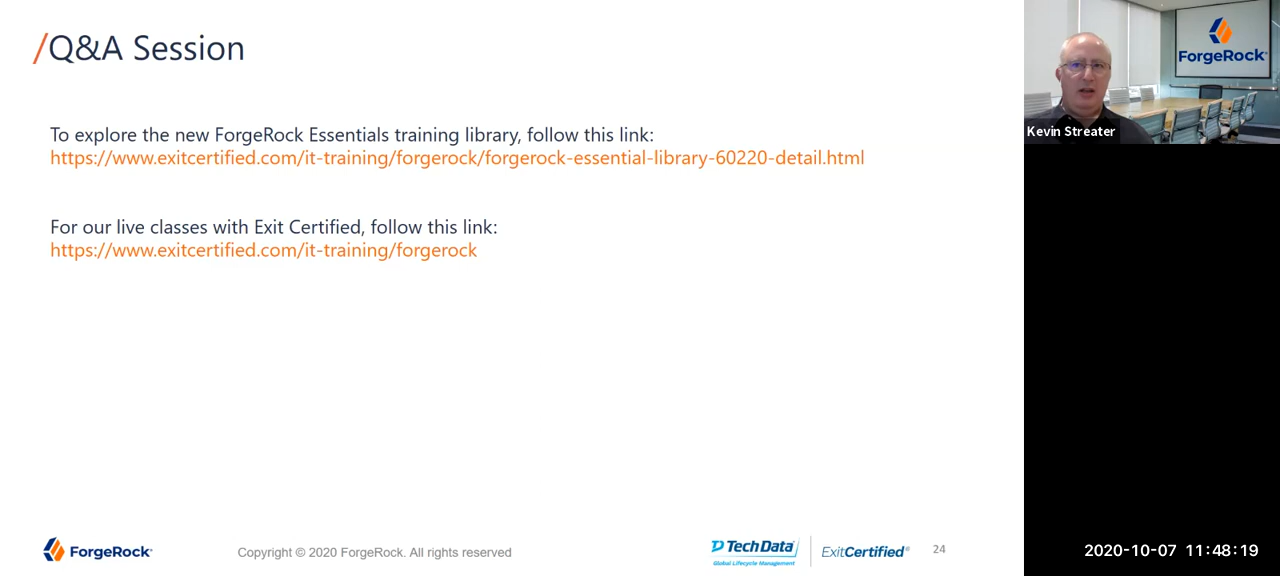 /Q&A Session
To explore the new ForgeRock Essentials training library, follow this link:
https://www.exitcertified.com/it-training/forgerock/forgerock-essential-library-60220-detail.html
For our live classes with Exit Certified, follow this link:
https://www.exitcertified.com/it-training/forgerock
ForgeRock
Kevin Streater
ForgeRock
Copyright © 2020 ForgeRock. All rights reserved
Tech Data
Global Lifecycle Management
ExitCertified®
24
2020-10-07 11:48:19